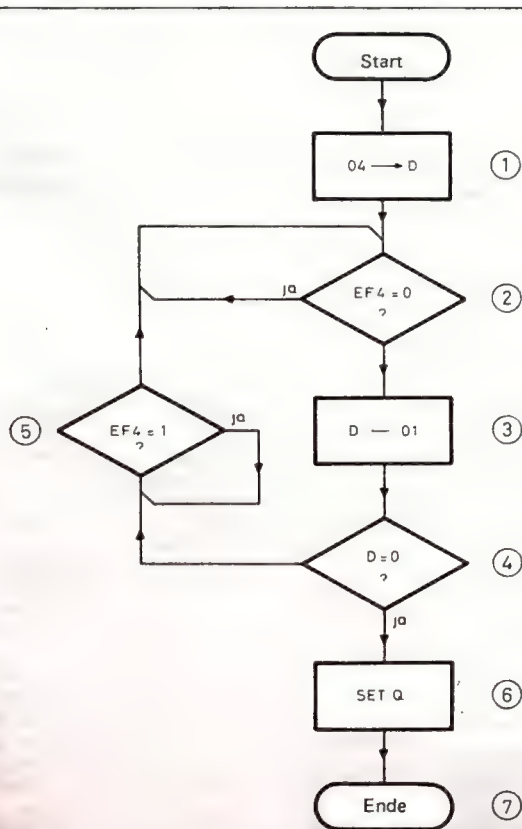 Start
04 → D
①
ja
EF4 = 0
?
②
⑤
EF4 = 1
?
ja
D — 01
③
D = 0
?
④
ja
SET Q
⑥
Ende
⑦